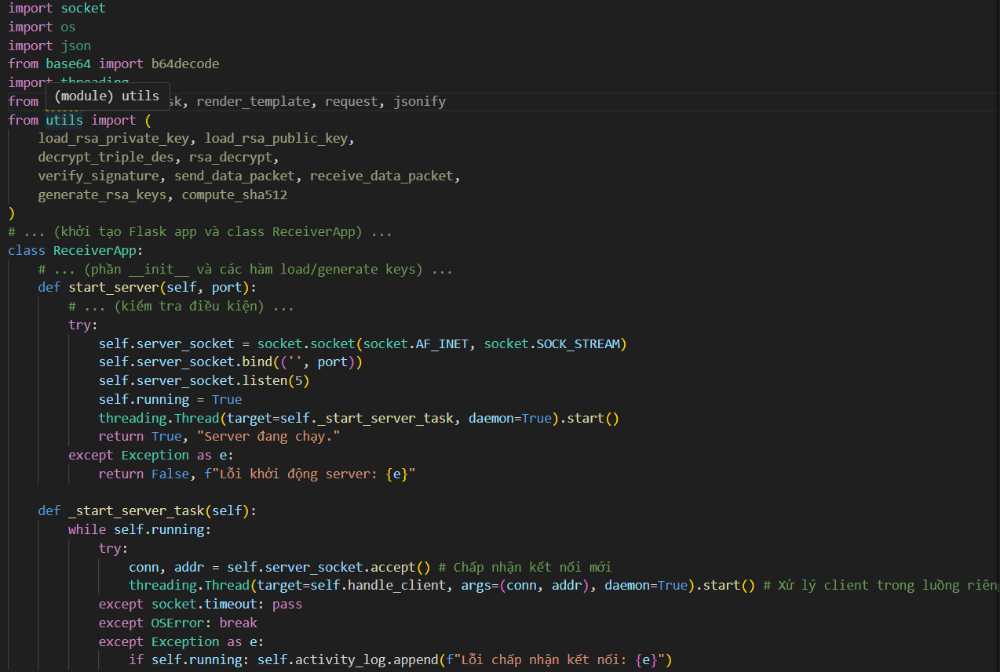 import socket
import os
import json
from base64 import b64decode
import threading
(module) utils
from sk, render_template, request, jsonify
from utils import (
    load_rsa_private_key, load_rsa_public_key,
    decrypt_triple_des, rsa_decrypt,
    verify_signature, send_data_packet, receive_data_packet,
    generate_rsa_keys, compute_sha512
)
# ... (khởi tạo Flask app và class ReceiverApp) ...
class ReceiverApp:
    # ... (phần __init__ và các hàm load/generate keys) ...
    def start_server(self, port):
        # ... (kiểm tra điều kiện) ...
        try:
            self.server_socket = socket.socket(socket.AF_INET, socket.SOCK_STREAM)
            self.server_socket.bind(('', port))
            self.server_socket.listen(5)
            self.running = True
            threading.Thread(target=self._start_server_task, daemon=True).start()
            return True, "Server đang chạy."
        except Exception as e:
            return False, f"Lỗi khởi động server: {e}"
    def _start_server_task(self):
        while self.running:
            try:
                conn, addr = self.server_socket.accept() # Chấp nhận kết nối mới
                threading.Thread(target=self.handle_client, args=(conn, addr), daemon=True).start() # Xử lý client trong luồng riêng
            except socket.timeout: pass
            except OSError: break
            except Exception as e:
                if self.running: self.activity_log.append(f"Lỗi chấp nhận kết nối: {e}")